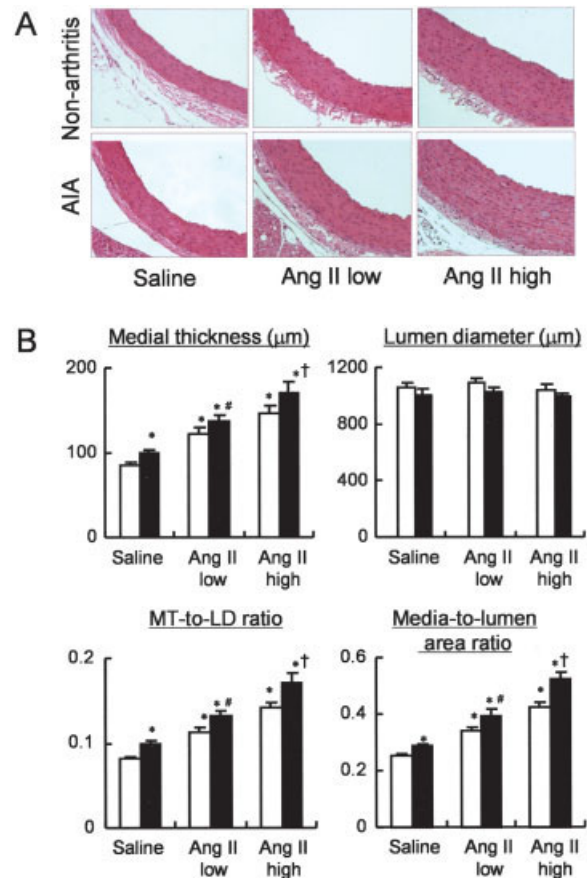 A
Non-arthritis
AIA
Saline
Ang II low
Ang II high
B
Medial thickness (μm)
200
100
0
* * * # * *†
Saline
Ang II
low
Ang II
high
Lumen diameter (μm)
1200
800
400
0
Saline
Ang II
low
Ang II
high
MT-to-LD ratio
0.2
0.1
0
* * * # * *†
Saline
Ang II
low
Ang II
high
Media-to-lumen
area ratio
0.6
0.4
0.2
0
* * * # * *†
Saline
Ang II
low
Ang II
high